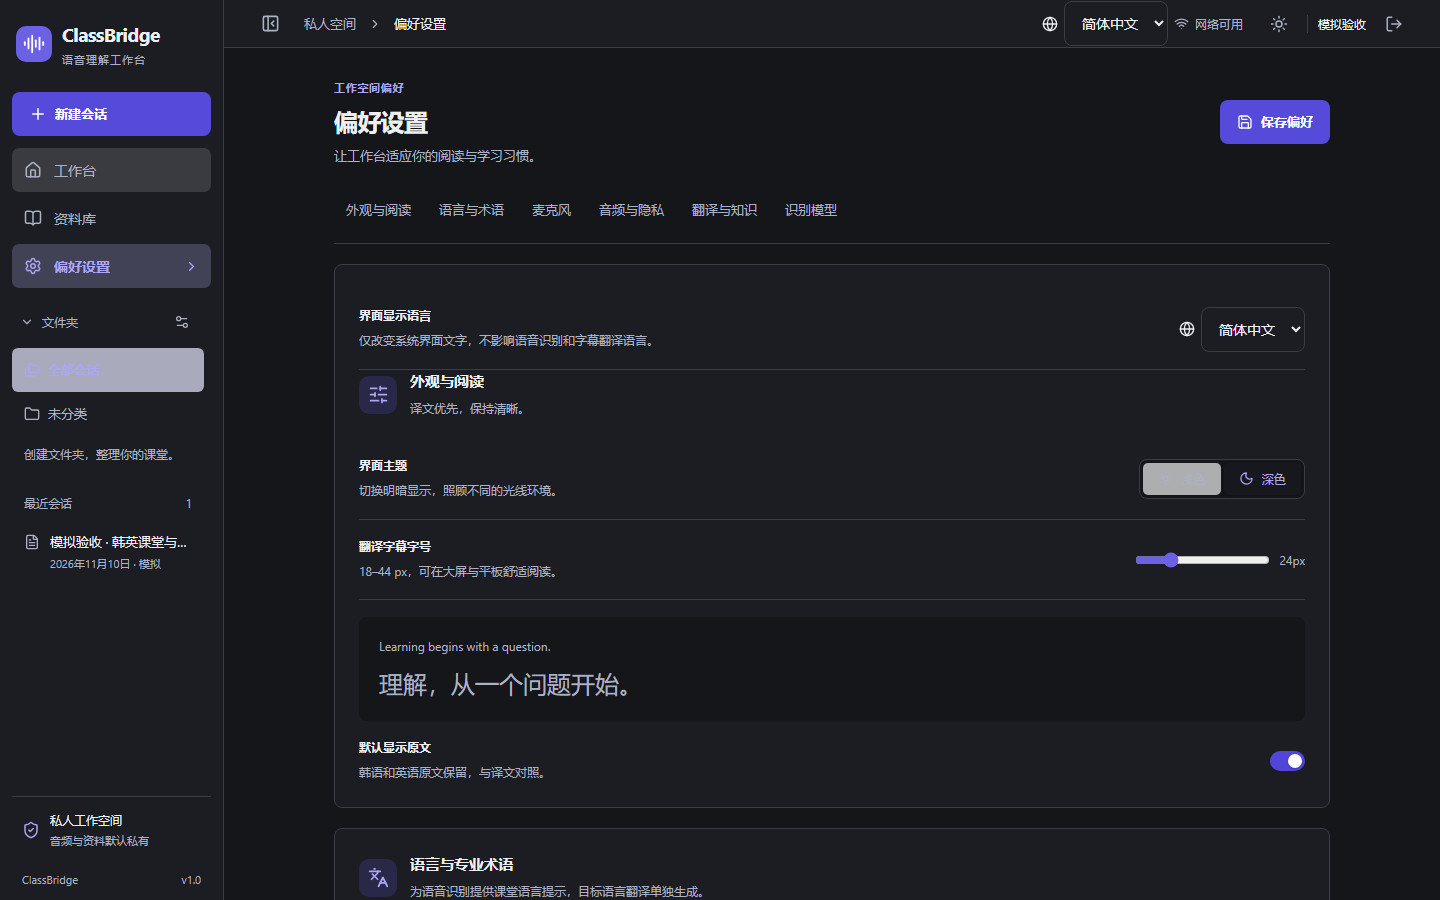 ClassBridge
语音理解工作台
新建会话
工作台
资料库
偏好设置
文件夹
全部会话
未分类
创建文件夹，整理你的课堂。
最近会话 1
模拟验收 · 韩英课堂与...
2026年11月10日 · 模拟
私人工作空间
音频与资料默认私有
ClassBridge v1.0
私人空间 > 偏好设置
简体中文
网络可用
模拟验收
工作空间偏好
偏好设置
让工作台适应你的阅读与学习习惯。
保存偏好
外观与阅读 语言与术语 麦克风 音频与隐私 翻译与知识 识别模型
界面显示语言
仅改变系统界面文字，不影响语音识别和字幕翻译语言。
简体中文
外观与阅读
译文优先，保持清晰。
界面主题
切换明暗显示，照顾不同的光线环境。
深色
翻译字幕字号
18–44 px，可在大屏与平板舒适阅读。
24px
Learning begins with a question.
理解，从一个问题开始。
默认显示原文
韩语和英语原文保留，与译文对照。
语言与专业术语
为语音识别提供课堂语言提示，目标语言翻译单独生成。